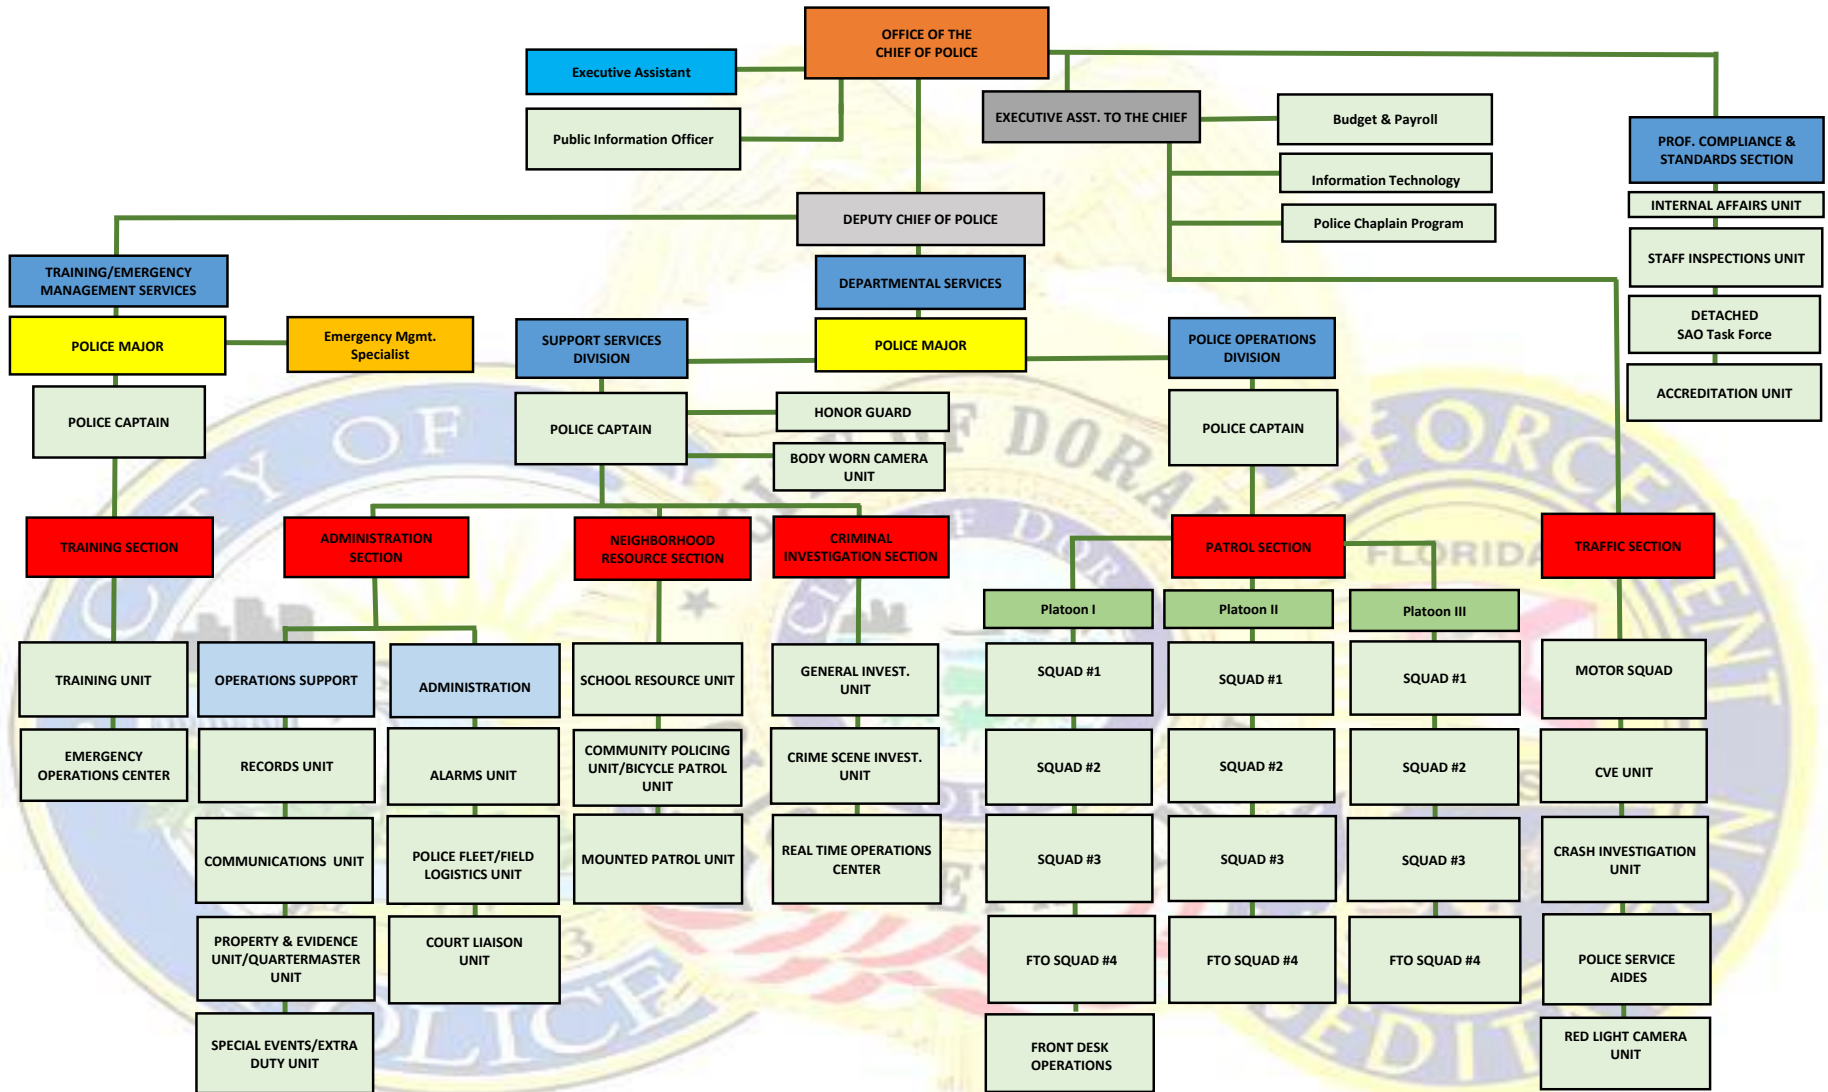 OFFICE OF THE
CHIEF OF POLICE
Executive Assistant
Public Information Officer
EXECUTIVE ASST. TO THE CHIEF
Budget & Payroll
Information Technology
Police Chaplain Program
PROF. COMPLIANCE &
STANDARDS SECTION
INTERNAL AFFAIRS UNIT
STAFF INSPECTIONS UNIT
DETACHED
SAO Task Force
ACCREDITATION UNIT
DEPUTY CHIEF OF POLICE
TRAINING/EMERGENCY
MANAGEMENT SERVICES
POLICE MAJOR
Emergency Mgmt.
Specialist
POLICE CAPTAIN
DEPARTMENTAL SERVICES
POLICE MAJOR
SUPPORT SERVICES
DIVISION
POLICE CAPTAIN
HONOR GUARD
BODY WORN CAMERA
UNIT
POLICE OPERATIONS
DIVISION
POLICE CAPTAIN
TRAINING SECTION
TRAINING UNIT
EMERGENCY
OPERATIONS CENTER
ADMINISTRATION
SECTION
OPERATIONS SUPPORT
RECORDS UNIT
COMMUNICATIONS UNIT
PROPERTY & EVIDENCE
UNIT/QUARTERMASTER
UNIT
SPECIAL EVENTS/EXTRA
DUTY UNIT
ADMINISTRATION
ALARMS UNIT
POLICE FLEET/FIELD
LOGISTICS UNIT
COURT LIAISON
UNIT
NEIGHBORHOOD
RESOURCE SECTION
SCHOOL RESOURCE UNIT
COMMUNITY POLICING
UNIT/BICYCLE PATROL
UNIT
MOUNTED PATROL UNIT
CRIMINAL
INVESTIGATION SECTION
GENERAL INVEST.
UNIT
CRIME SCENE INVEST.
UNIT
REAL TIME OPERATIONS
CENTER
PATROL SECTION
Platoon I
SQUAD #1
SQUAD #2
SQUAD #3
FTO SQUAD #4
FRONT DESK
OPERATIONS
Platoon II
SQUAD #1
SQUAD #2
SQUAD #3
FTO SQUAD #4
Platoon III
SQUAD #1
SQUAD #2
SQUAD #3
FTO SQUAD #4
TRAFFIC SECTION
MOTOR SQUAD
CVE UNIT
CRASH INVESTIGATION
UNIT
POLICE SERVICE
AIDES
RED LIGHT CAMERA
UNIT
CITY OF
POLICE
OF DORAL
FLORIDA